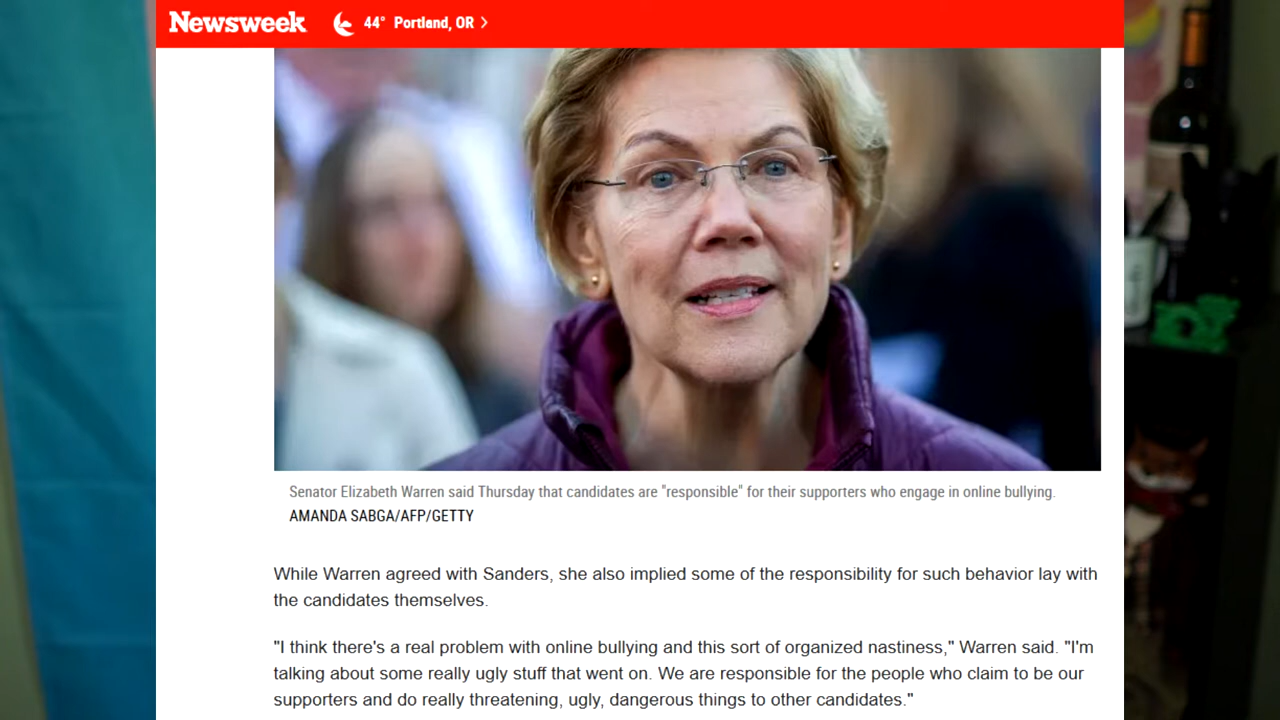 Newsweek
44° Portland, OR >
Senator Elizabeth Warren said Thursday that candidates are "responsible" for their supporters who engage in online bullying.
AMANDA SABGA/AFP/GETTY
While Warren agreed with Sanders, she also implied some of the responsibility for such behavior lay with
the candidates themselves.
"I think there's a real problem with online bullying and this sort of organized nastiness," Warren said. "I'm
talking about some really ugly stuff that went on. We are responsible for the people who claim to be our
supporters and do really threatening, ugly, dangerous things to other candidates."